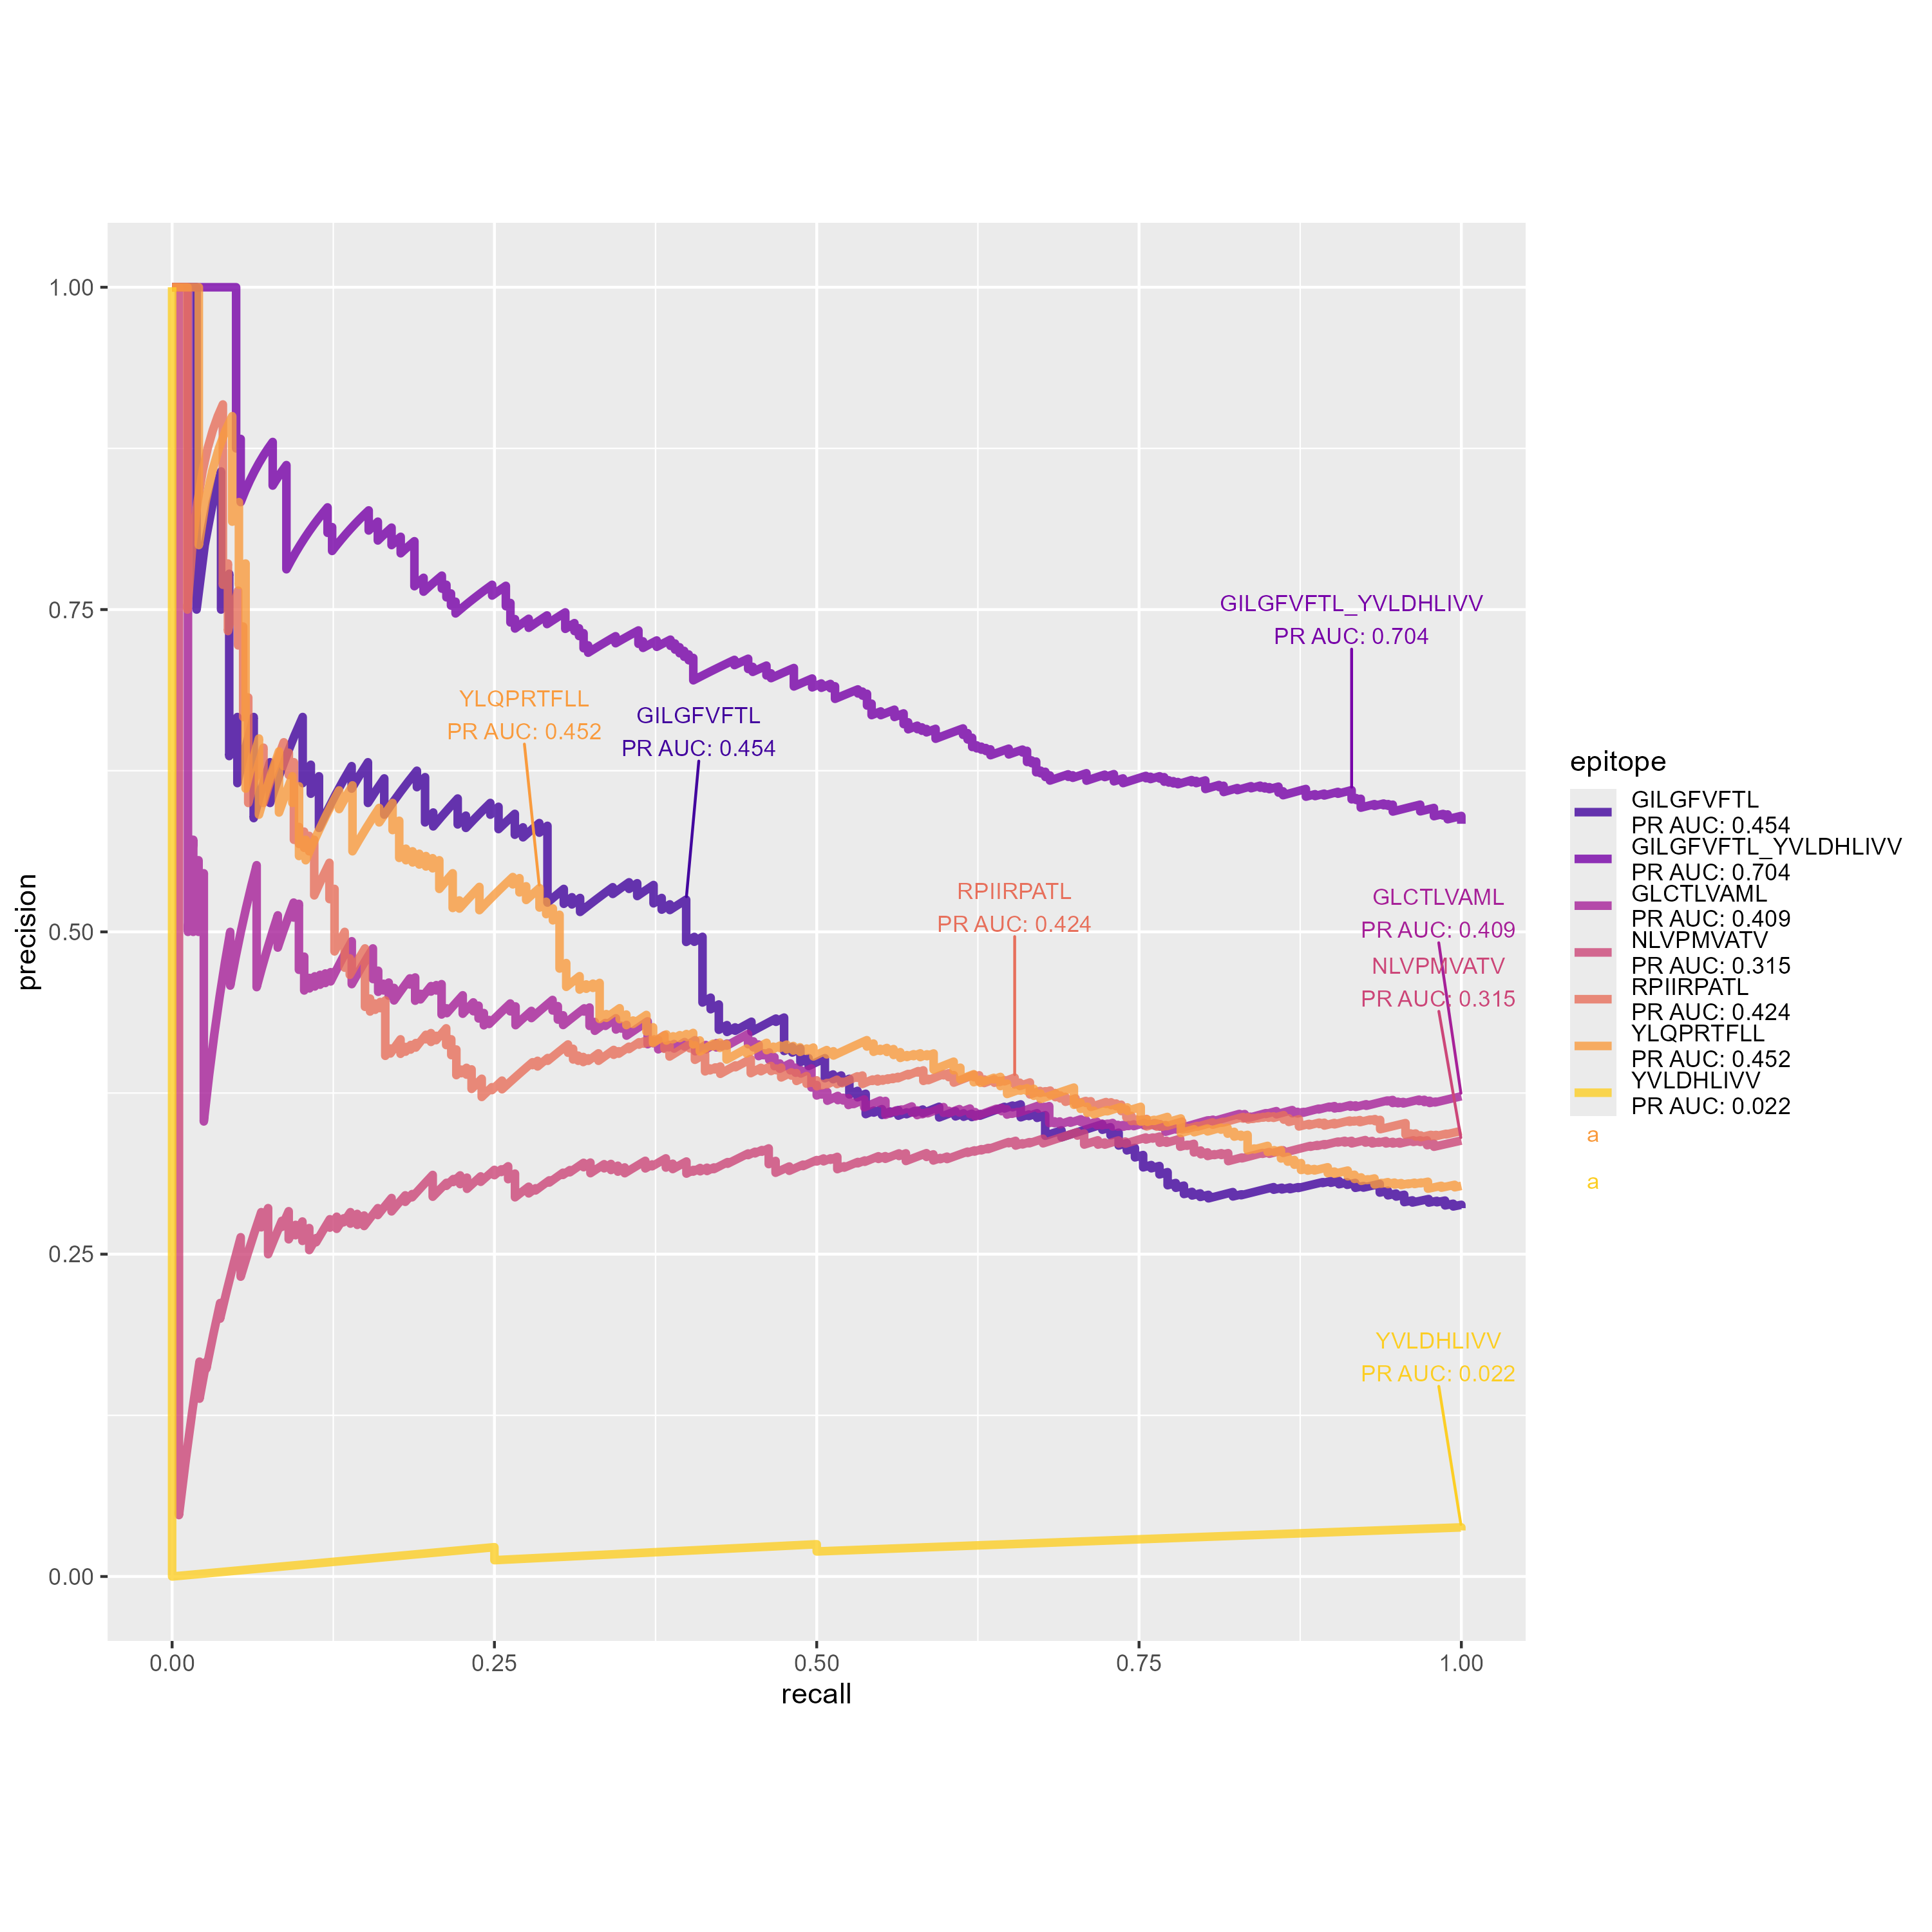 1.00
0.75
0.50
0.25
0.00
precision
0.00
0.25
0.50
0.75
1.00
recall
GILGFVFTL_YVLDHLIVV
PR AUC: 0.704
YLQPRTFLL
PR AUC: 0.452
GILGFVFTL
PR AUC: 0.454
RPIIRPATL
PR AUC: 0.424
GLCTLVAML
PR AUC: 0.409
NLVPMVATV
PR AUC: 0.315
YVLDHLIVV
PR AUC: 0.022
epitope
GILGFVFTL
PR AUC: 0.454
GILGFVFTL_YVLDHLIVV
PR AUC: 0.704
GLCTLVAML
PR AUC: 0.409
NLVPMVATV
PR AUC: 0.315
RPIIRPATL
PR AUC: 0.424
YLQPRTFLL
PR AUC: 0.452
YVLDHLIVV
PR AUC: 0.022
a
a